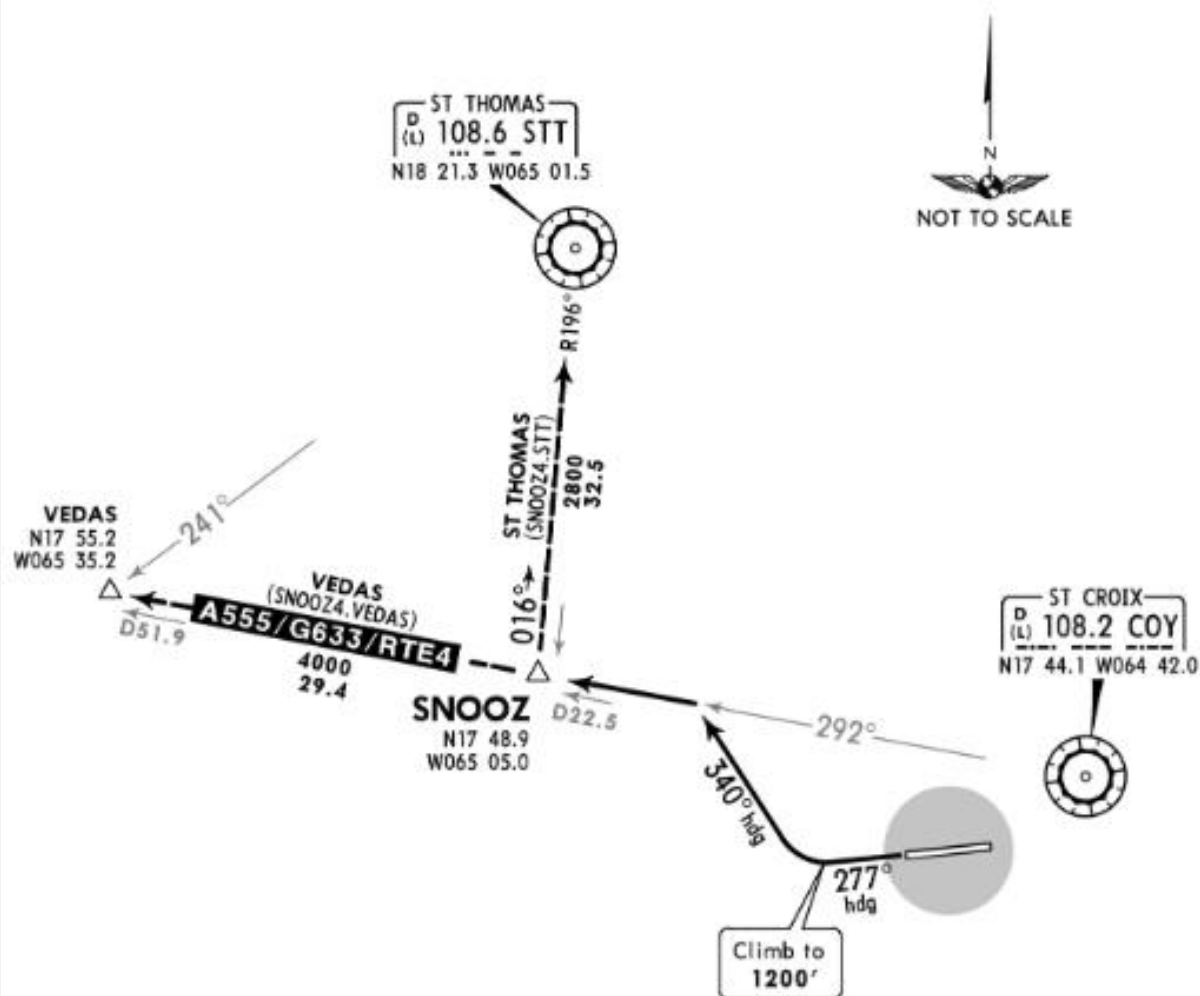 ST THOMAS
D
(L) 108.6 STT
N18 21.3 W065 01.5
N
NOT TO SCALE
R196°
ST THOMAS
(SNOOZ4.STT)
2800
32.5
016°
241°
VEDAS
N17 55.2
W065 35.2
D51.9
VEDAS
(SNOOZ4.VEDAS)
A555/G633/RTE4
4000
29.4
SNOOZ
N17 48.9
W065 05.0
D22.5
292°
ST CROIX
D
(L) 108.2 COY
N17 44.1 W064 42.0
340° hdg
277°
hdg
Climb to
1200'